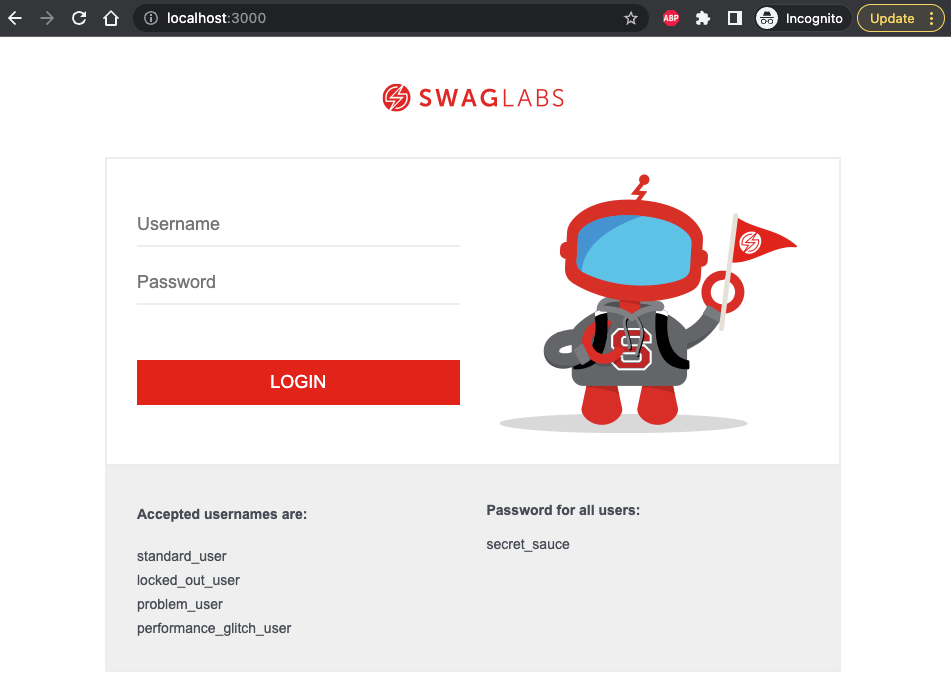 localhost:3000
ABP
Incognito
Update
SWAGLABS
Username
Password
LOGIN
S
Accepted usernames are:
standard_user
locked_out_user
problem_user
performance_glitch_user
Password for all users:
secret_sauce